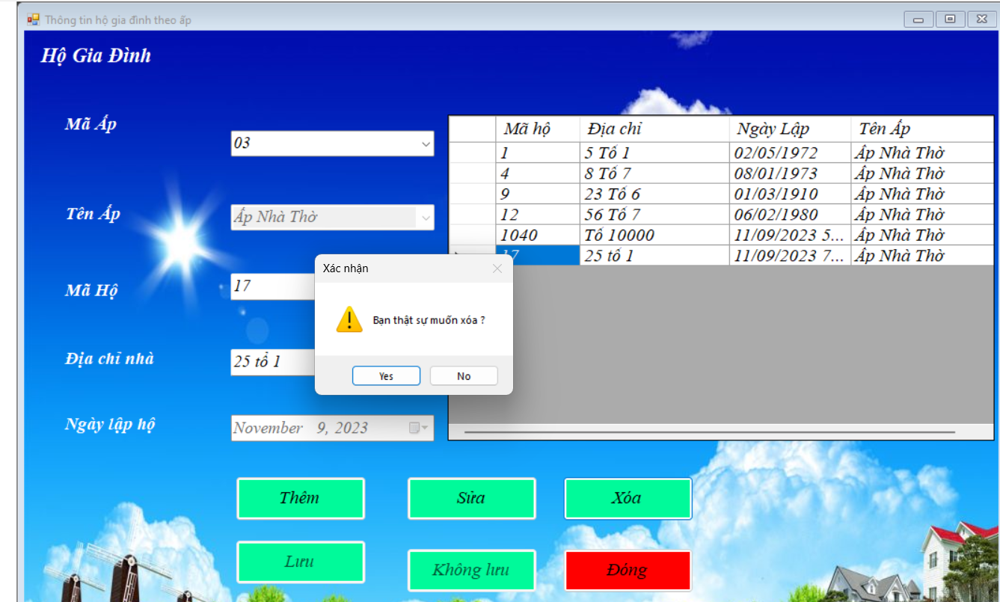 Thông tin hộ gia đình theo ấp
Hộ Gia Đình
Mã Ấp
03
Tên Ấp
Ấp Nhà Thờ
Mã Hộ
17
Địa chỉ nhà
25 tổ 1
Ngày lập hộ
November 9, 2023
Mã hộ Địa chỉ Ngày Lập Tên Ấp
1 5 Tổ 1 02/05/1972 Ấp Nhà Thờ
4 8 Tổ 7 08/01/1973 Ấp Nhà Thờ
9 23 Tổ 6 01/03/1910 Ấp Nhà Thờ
12 56 Tổ 7 06/02/1980 Ấp Nhà Thờ
1040 Tổ 10000 11/09/2023 5... Ấp Nhà Thờ
17 25 tổ 1 11/09/2023 7... Ấp Nhà Thờ
Xác nhận
Bạn thật sự muốn xóa ?
Yes No
Thêm Sửa Xóa
Lưu Không lưu Đóng